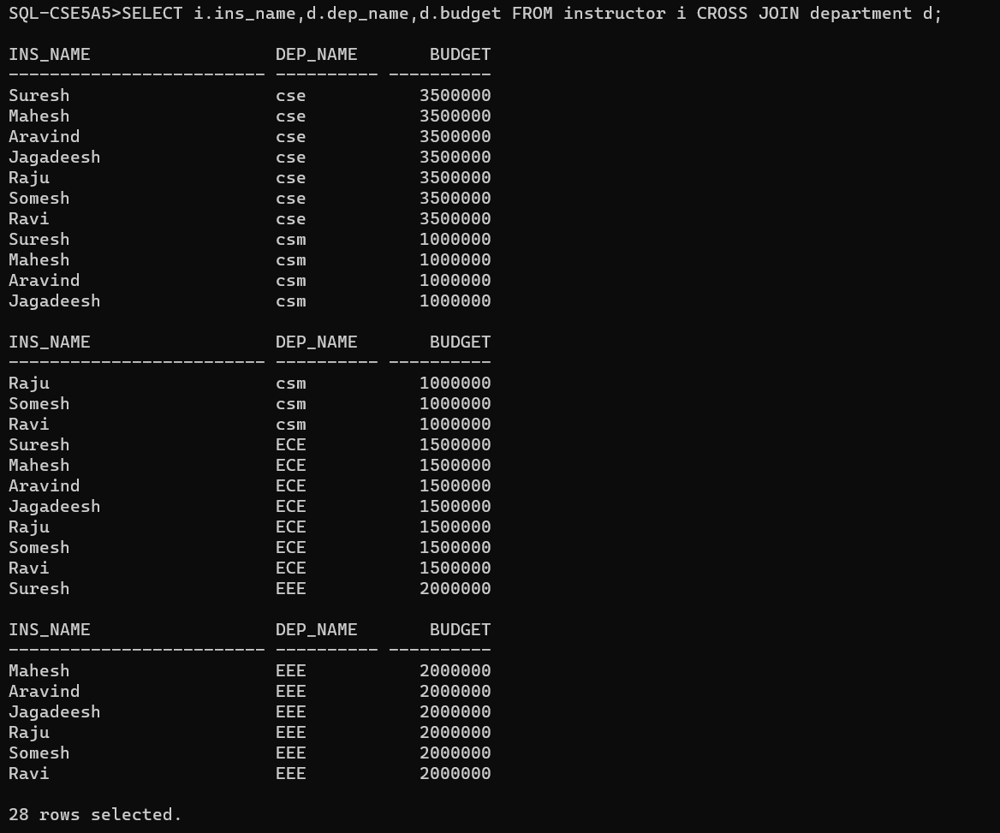 SQL-CSE5A5>SELECT i.ins_name,d.dep_name,d.budget FROM instructor i CROSS JOIN department d;
INS_NAME                  DEP_NAME       BUDGET
------------------------- ---------- ----------
Suresh                    cse           3500000
Mahesh                    cse           3500000
Aravind                   cse           3500000
Jagadeesh                 cse           3500000
Raju                      cse           3500000
Somesh                    cse           3500000
Ravi                      cse           3500000
Suresh                    csm           1000000
Mahesh                    csm           1000000
Aravind                   csm           1000000
Jagadeesh                 csm           1000000
INS_NAME                  DEP_NAME       BUDGET
------------------------- ---------- ----------
Raju                      csm           1000000
Somesh                    csm           1000000
Ravi                      csm           1000000
Suresh                    ECE           1500000
Mahesh                    ECE           1500000
Aravind                   ECE           1500000
Jagadeesh                 ECE           1500000
Raju                      ECE           1500000
Somesh                    ECE           1500000
Ravi                      ECE           1500000
Suresh                    EEE           2000000
INS_NAME                  DEP_NAME       BUDGET
------------------------- ---------- ----------
Mahesh                    EEE           2000000
Aravind                   EEE           2000000
Jagadeesh                 EEE           2000000
Raju                      EEE           2000000
Somesh                    EEE           2000000
Ravi                      EEE           2000000
28 rows selected.